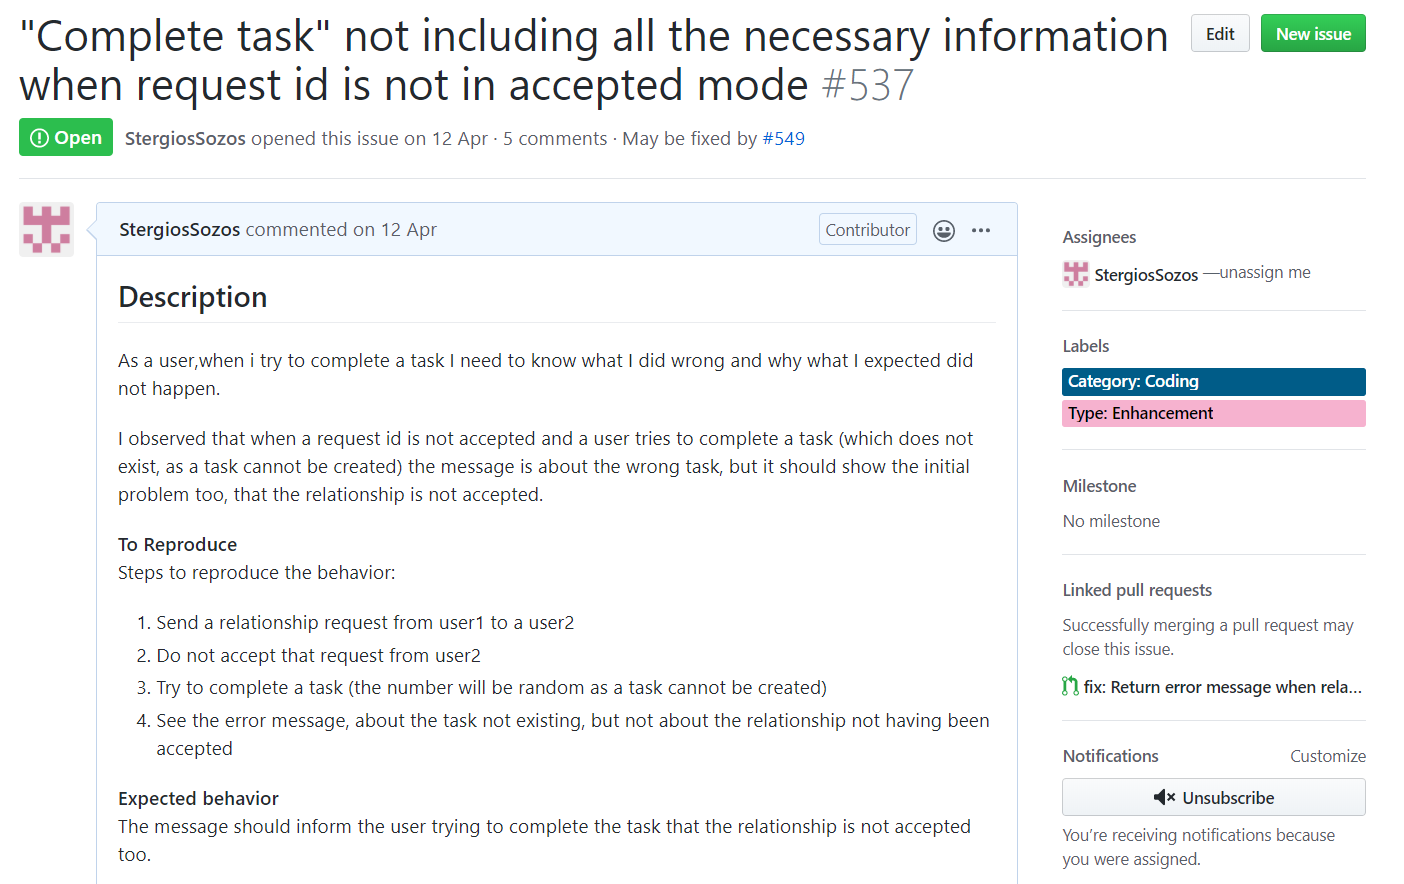 "Complete task" not including all the necessary information
when request id is not in accepted mode #537
Edit
New issue
Open
StergiosSozos opened this issue on 12 Apr · 5 comments · May be fixed by #549
StergiosSozos commented on 12 Apr
Contributor
Description
As a user,when i try to complete a task I need to know what I did wrong and why what I expected did
not happen.
I observed that when a request id is not accepted and a user tries to complete a task (which does not
exist, as a task cannot be created) the message is about the wrong task, but it should show the initial
problem too, that the relationship is not accepted.
To Reproduce
Steps to reproduce the behavior:
1. Send a relationship request from user1 to a user2
2. Do not accept that request from user2
3. Try to complete a task (the number will be random as a task cannot be created)
4. See the error message, about the task not existing, but not about the relationship not having been
accepted
Expected behavior
The message should inform the user trying to complete the task that the relationship is not accepted
too.
Assignees
StergiosSozos —unassign me
Labels
Category: Coding
Type: Enhancement
Milestone
No milestone
Linked pull requests
Successfully merging a pull request may
close this issue.
fix: Return error message when rela...
Notifications
Customize
Unsubscribe
You're receiving notifications because
you were assigned.